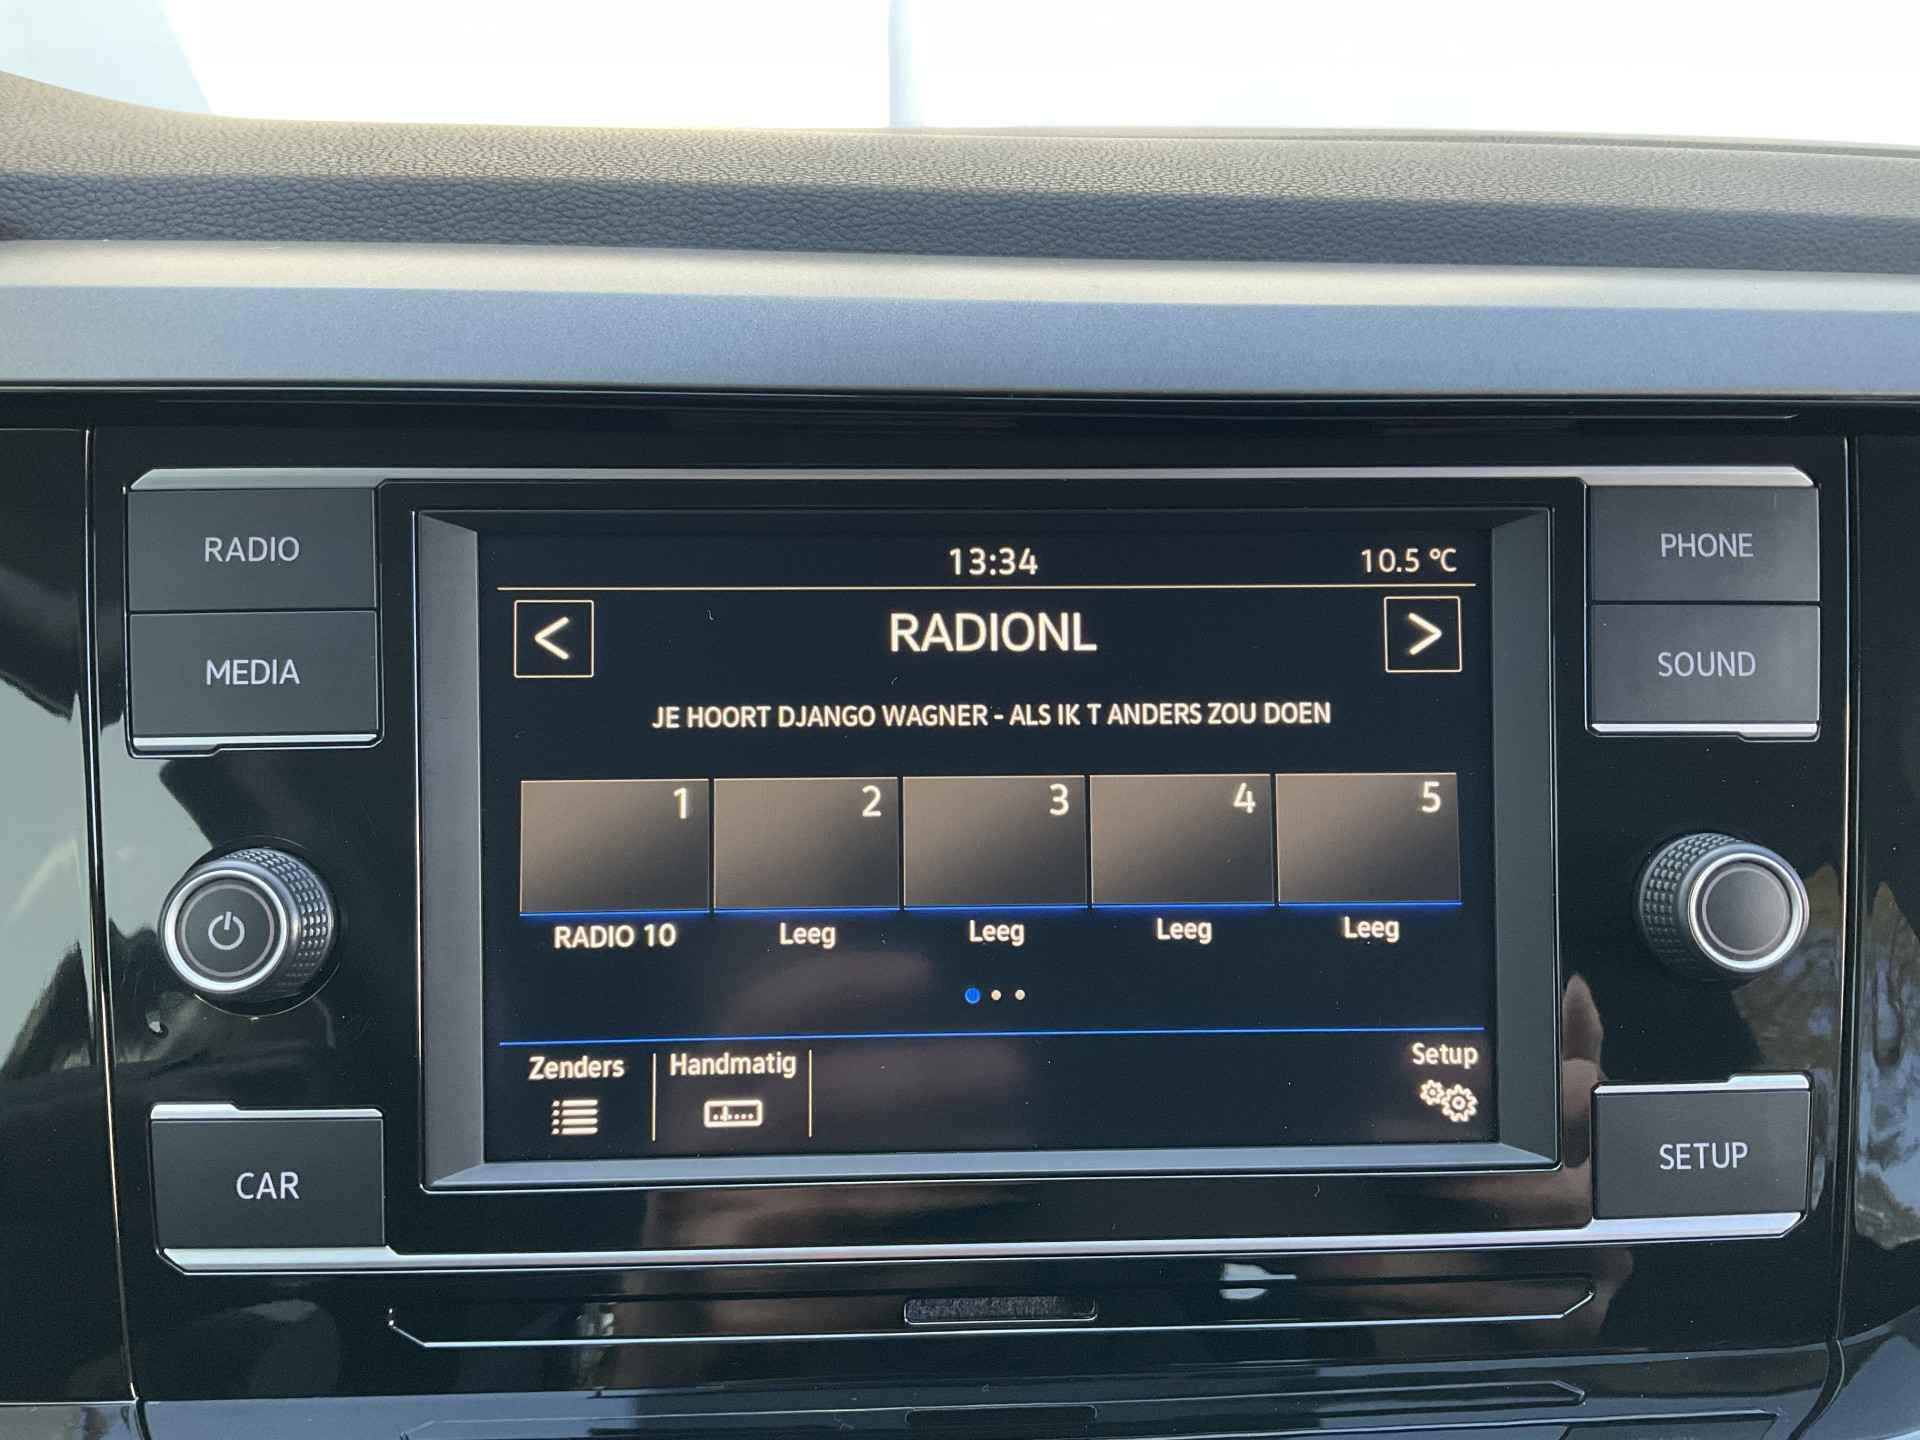 RADIO
MEDIA
CAR
13:34 10.5 °C
< RADIONL >
JE HOORT DJANGO WAGNER - ALS IK T ANDERS ZOU DOEN
1 2 3 4 5
RADIO 10 Leeg Leeg Leeg Leeg
Zenders Handmatig Setup
PHONE
SOUND
SETUP